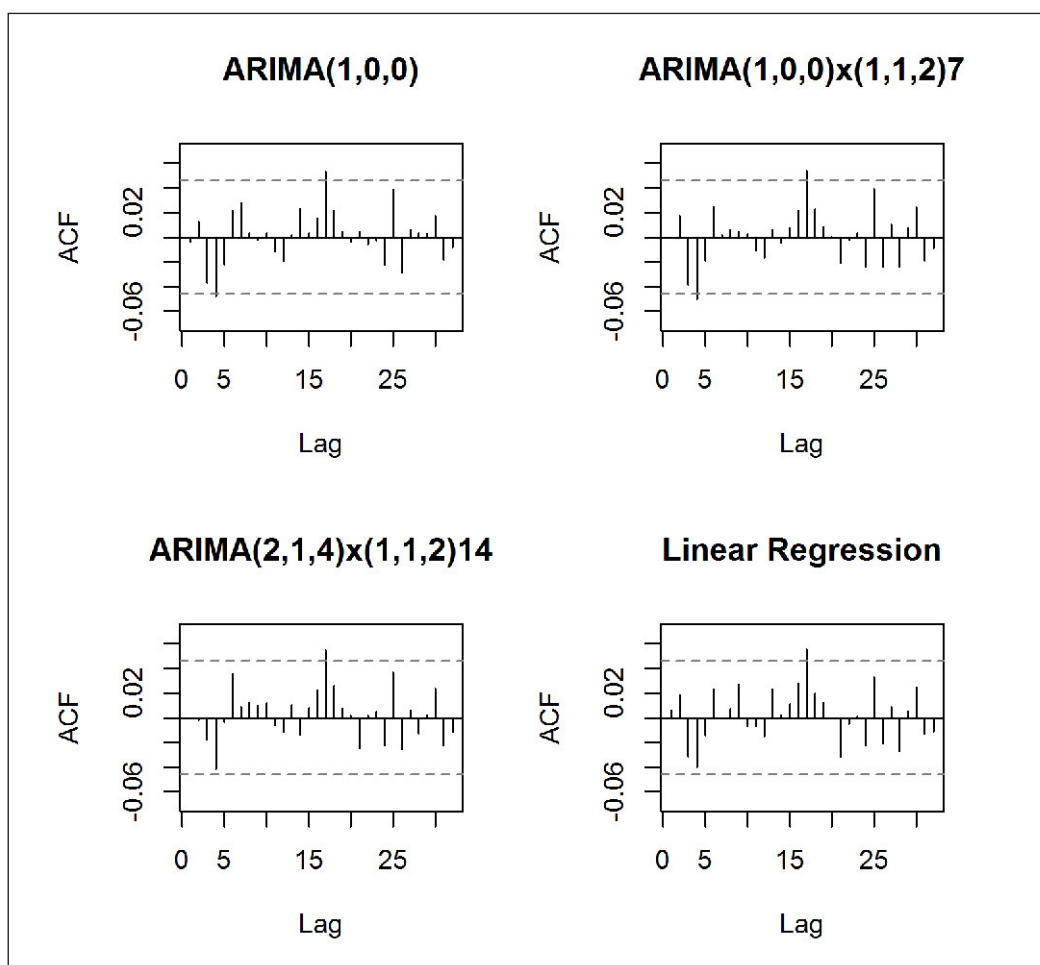 ARIMA(1,0,0)
ACF
0.02
-0.06
0 5 15 25
Lag
ARIMA(1,0,0)x(1,1,2)7
ACF
0.02
-0.06
0 5 15 25
Lag
ARIMA(2,1,4)x(1,1,2)14
ACF
0.02
-0.06
0 5 15 25
Lag
Linear Regression
ACF
0.02
-0.06
0 5 15 25
Lag